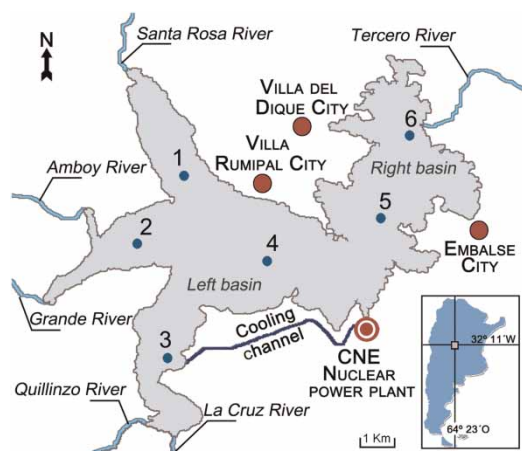 Santa Rosa River
Tercero River
N
VILLA DEL
DIQUE CITY
6
VILLA
RUMIPAL CITY
Amboy River
1
Right basin
5
2
4
EMBALSE
CITY
Left basin
Grande River
Cooling
channel
3
CNE
NUCLEAR
POWER PLANT
32º 11´W
Quillinzo River
La Cruz River
1 Km
64º 23´O